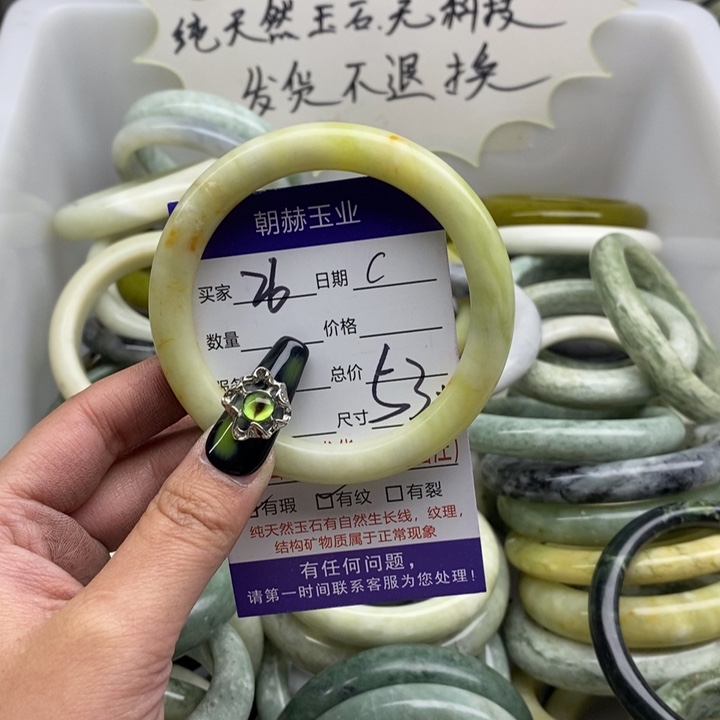 纯天然玉石.无科技
发货不退换
朝赫玉业
买家 26 日期 C
数量 价格
总价
尺寸 53
有瑕 ☑有纹 □有裂
纯天然玉石有自然生长线，纹理，
结构矿物质属于正常现象
有任何问题，
请第一时间联系客服为您处理！